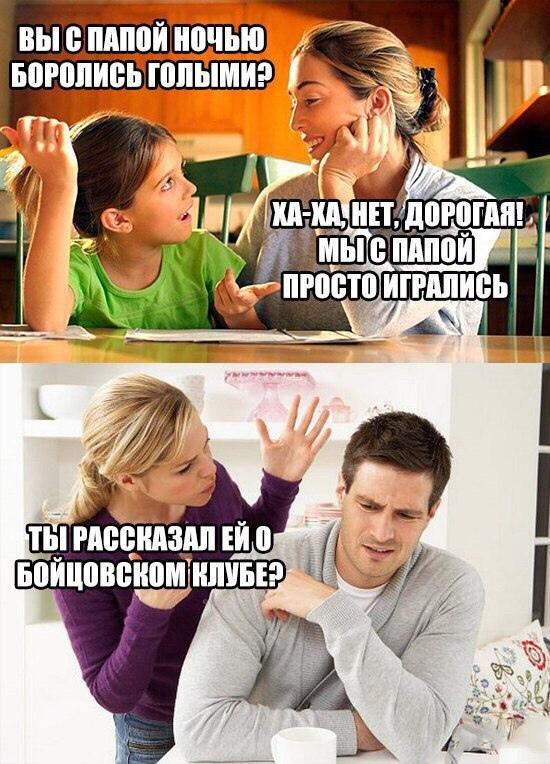 ВЫ С ПАПОЙ НОЧЬЮ
БОРОЛИСЬ ГОЛЫМИ?
ХА-ХА, НЕТ, ДОРОГАЯ!
МЫ С ПАПОЙ
ПРОСТО ИГРАЛИСЬ
ТЫ РАССКАЗАЛ ЕЙ О
БОЙЦОВСКОМ КЛУБЕ?